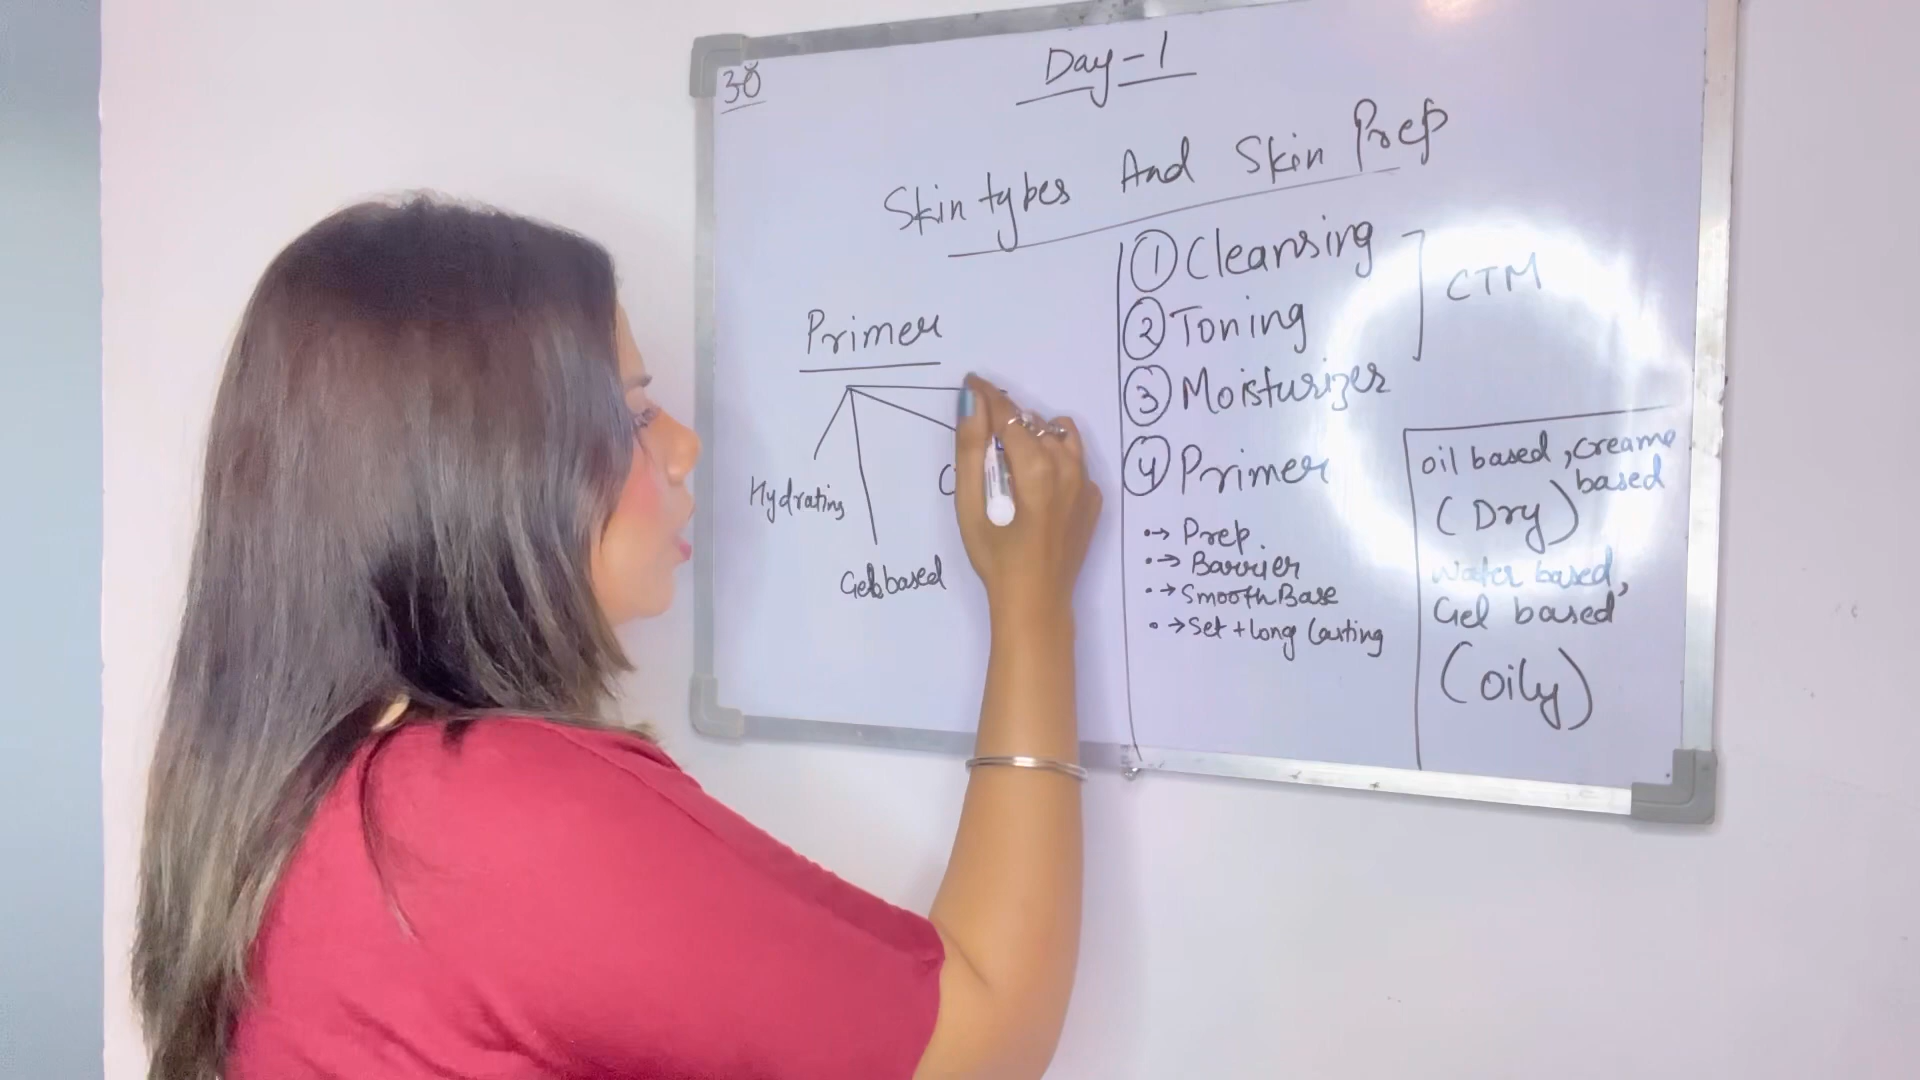 30
Day-1
Skin types And Skin Prep
Primer
Hydrating
Gel based
① Cleansing
② Toning
③ Moisturizer
④ Primer
CTM
•→ Prep.
•→ Barrier
•→ Smooth Base
•→ Set + Long Lasting
oil based, creame
based
(Dry)
water based,
Gel based
(oily)